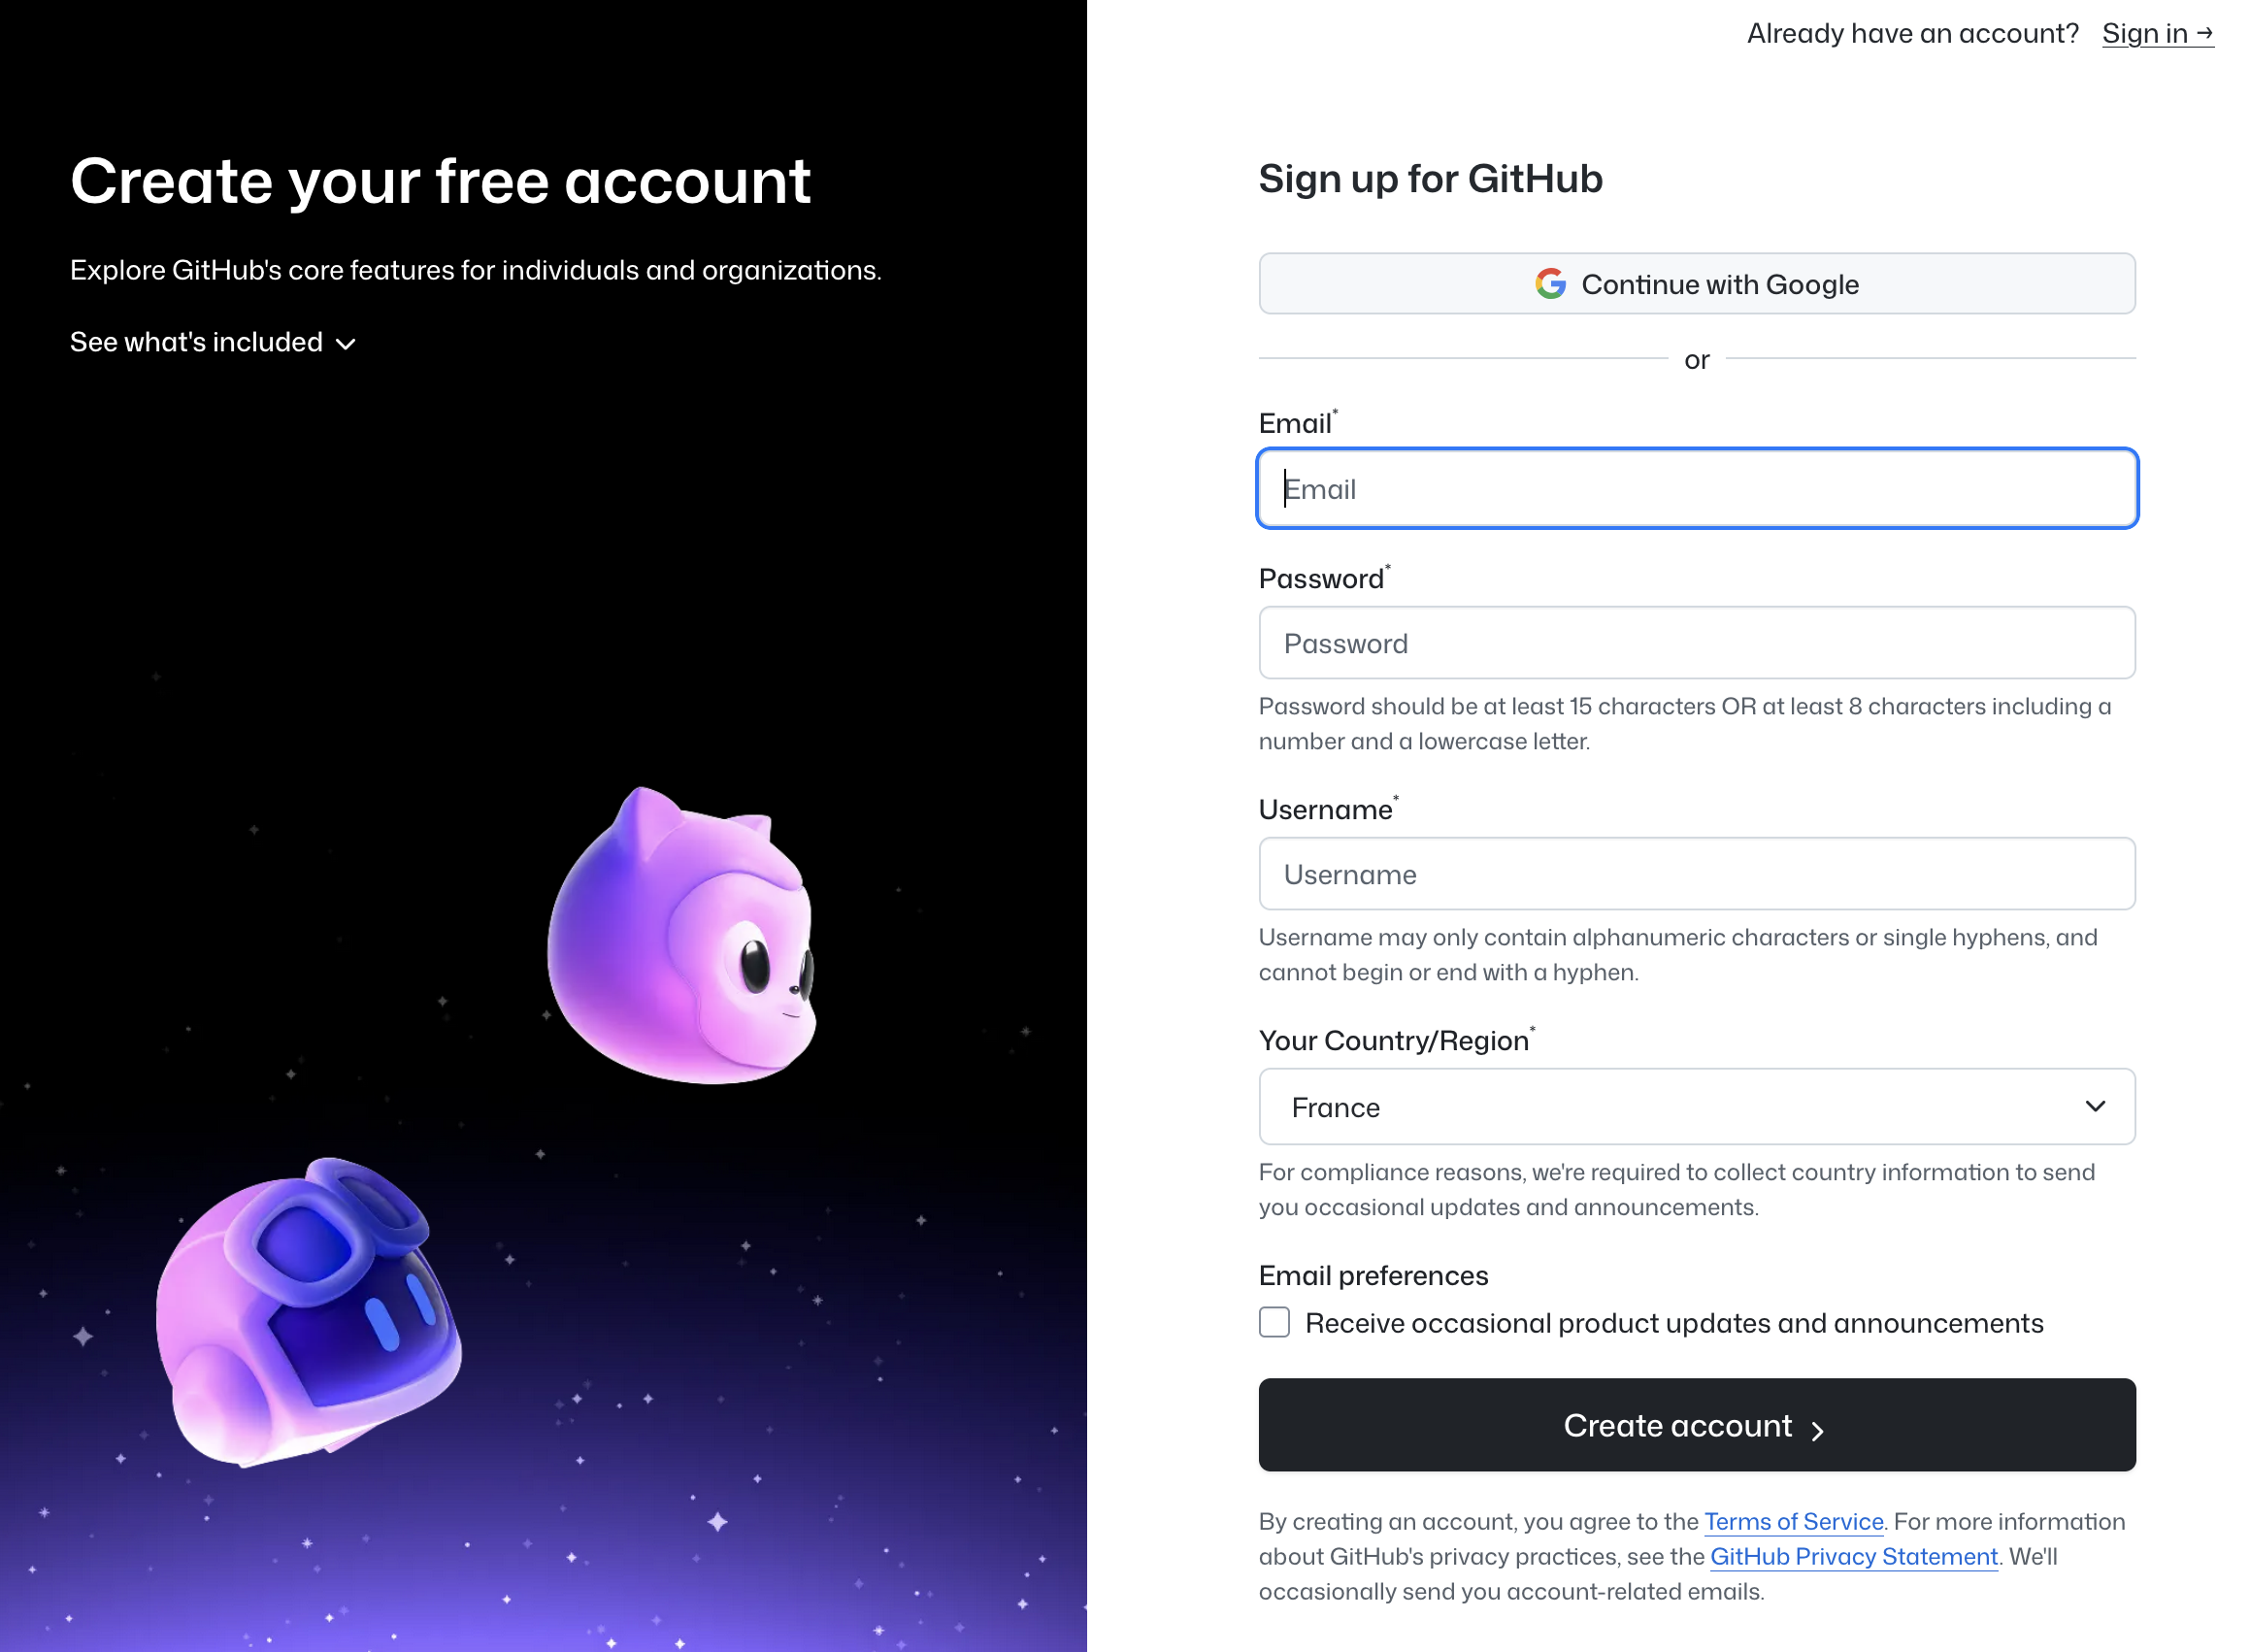 Already have an account? Sign in →
Create your free account
Explore GitHub's core features for individuals and organizations.
See what's included
Sign up for GitHub
Continue with Google
or
Email*
Email
Password*
Password
Password should be at least 15 characters OR at least 8 characters including a
number and a lowercase letter.
Username*
Username
Username may only contain alphanumeric characters or single hyphens, and
cannot begin or end with a hyphen.
Your Country/Region*
France
For compliance reasons, we're required to collect country information to send
you occasional updates and announcements.
Email preferences
Receive occasional product updates and announcements
Create account
By creating an account, you agree to the Terms of Service. For more information
about GitHub's privacy practices, see the GitHub Privacy Statement. We'll
occasionally send you account-related emails.